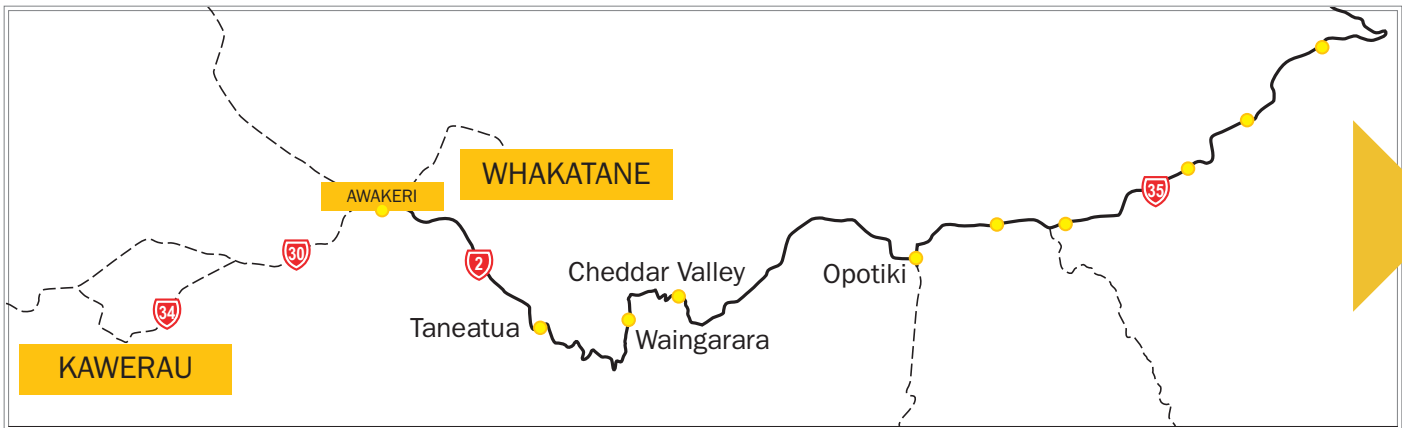 WHAKATANE
AWAKERI
35
30
2
Cheddar Valley
Opotiki
34
Taneatua
Waingarara
KAWERAU